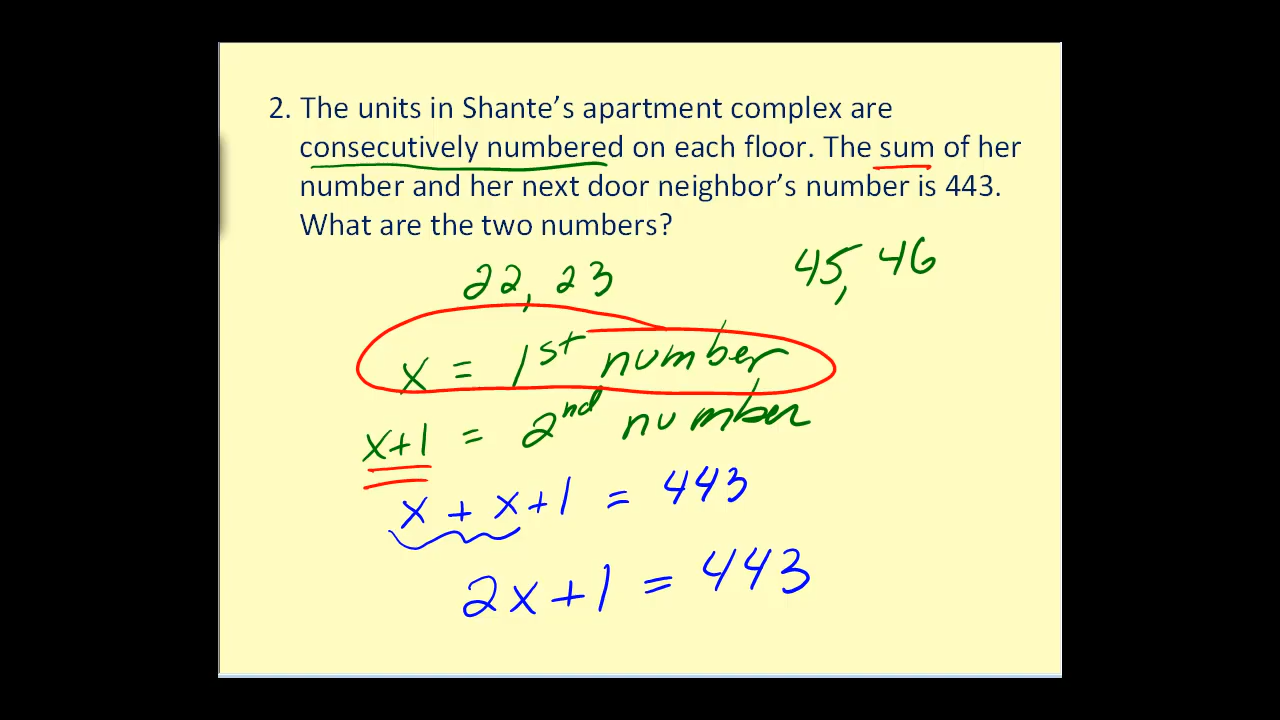 2. The units in Shante’s apartment complex are
consecutively numbered on each floor. The sum of her
number and her next door neighbor’s number is 443.
What are the two numbers?
22, 23
45, 46
x = 1st number
x+1 = 2nd number
x + x+1 = 443
2x+1 = 443